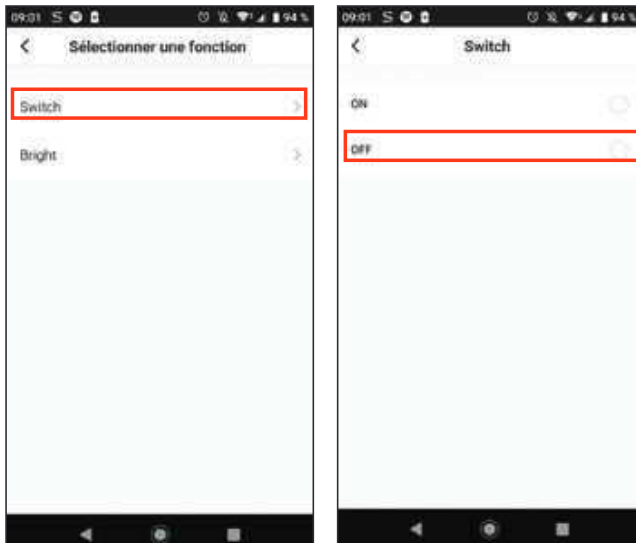 09:01 94 %
Sélectionner une fonction
Switch
Bright
09:01 94 %
Switch
ON
OFF